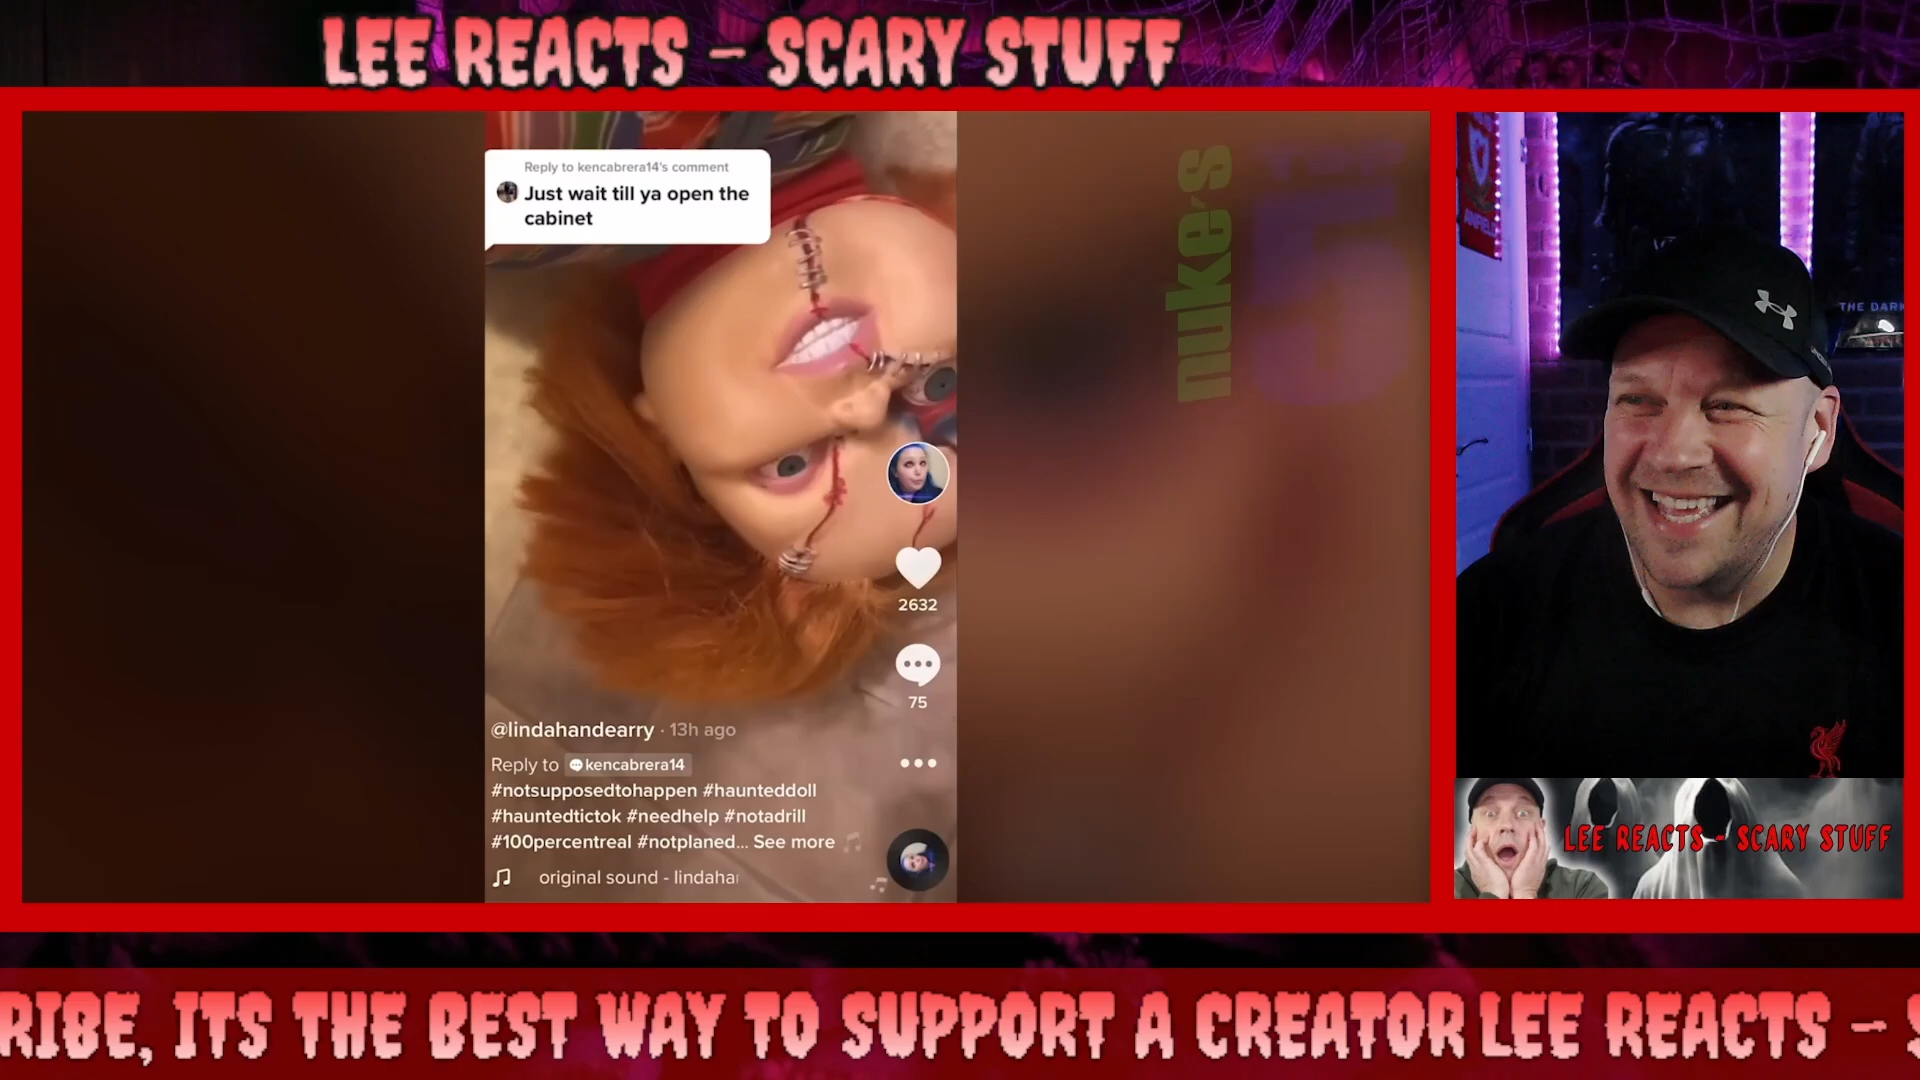 LEE REACTS - SCARY STUFF
Reply to kencabrera14's comment
Just wait till ya open the
cabinet
nuke's
THE DARK
2632
75
@lindahandearry · 13h ago
Reply to kencabrera14
#notsupposedtohappen #haunteddoll
#hauntedtictok #needhelp #notadrill
#100percentreal #notplaned... See more
original sound - lindahar
LEE REACTS - SCARY STUFF
RIBE, ITS THE BEST WAY TO SUPPORT A CREATOR LEE REACTS - S